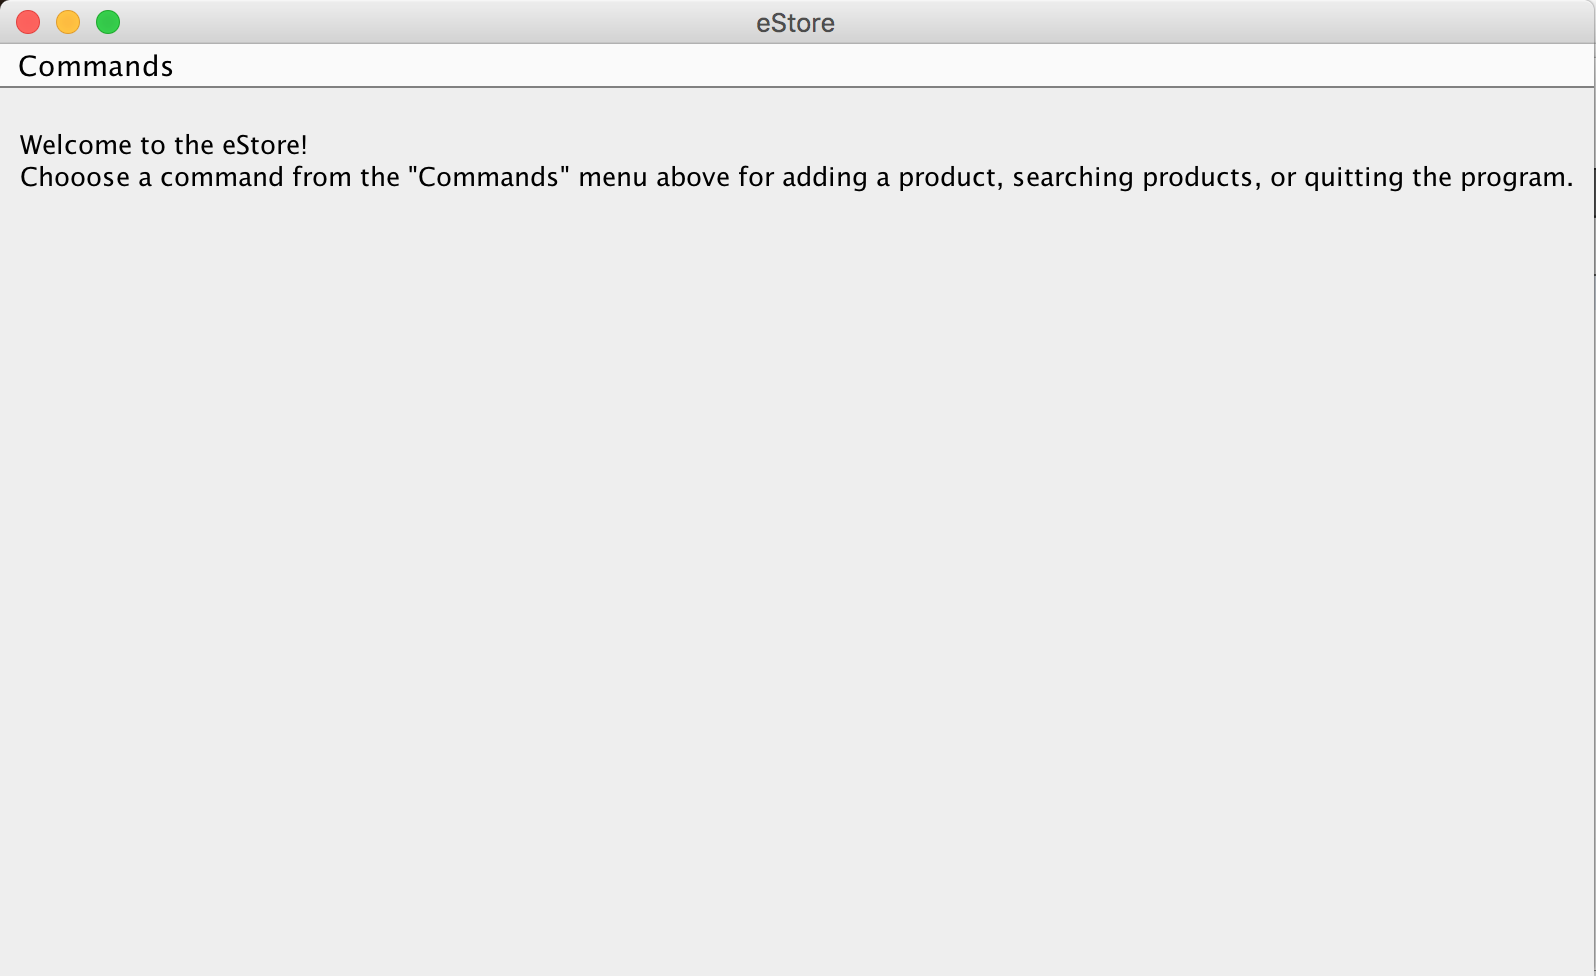 eStore
Commands
Welcome to the eStore!
Chooose a command from the "Commands" menu above for adding a product, searching products, or quitting the program.